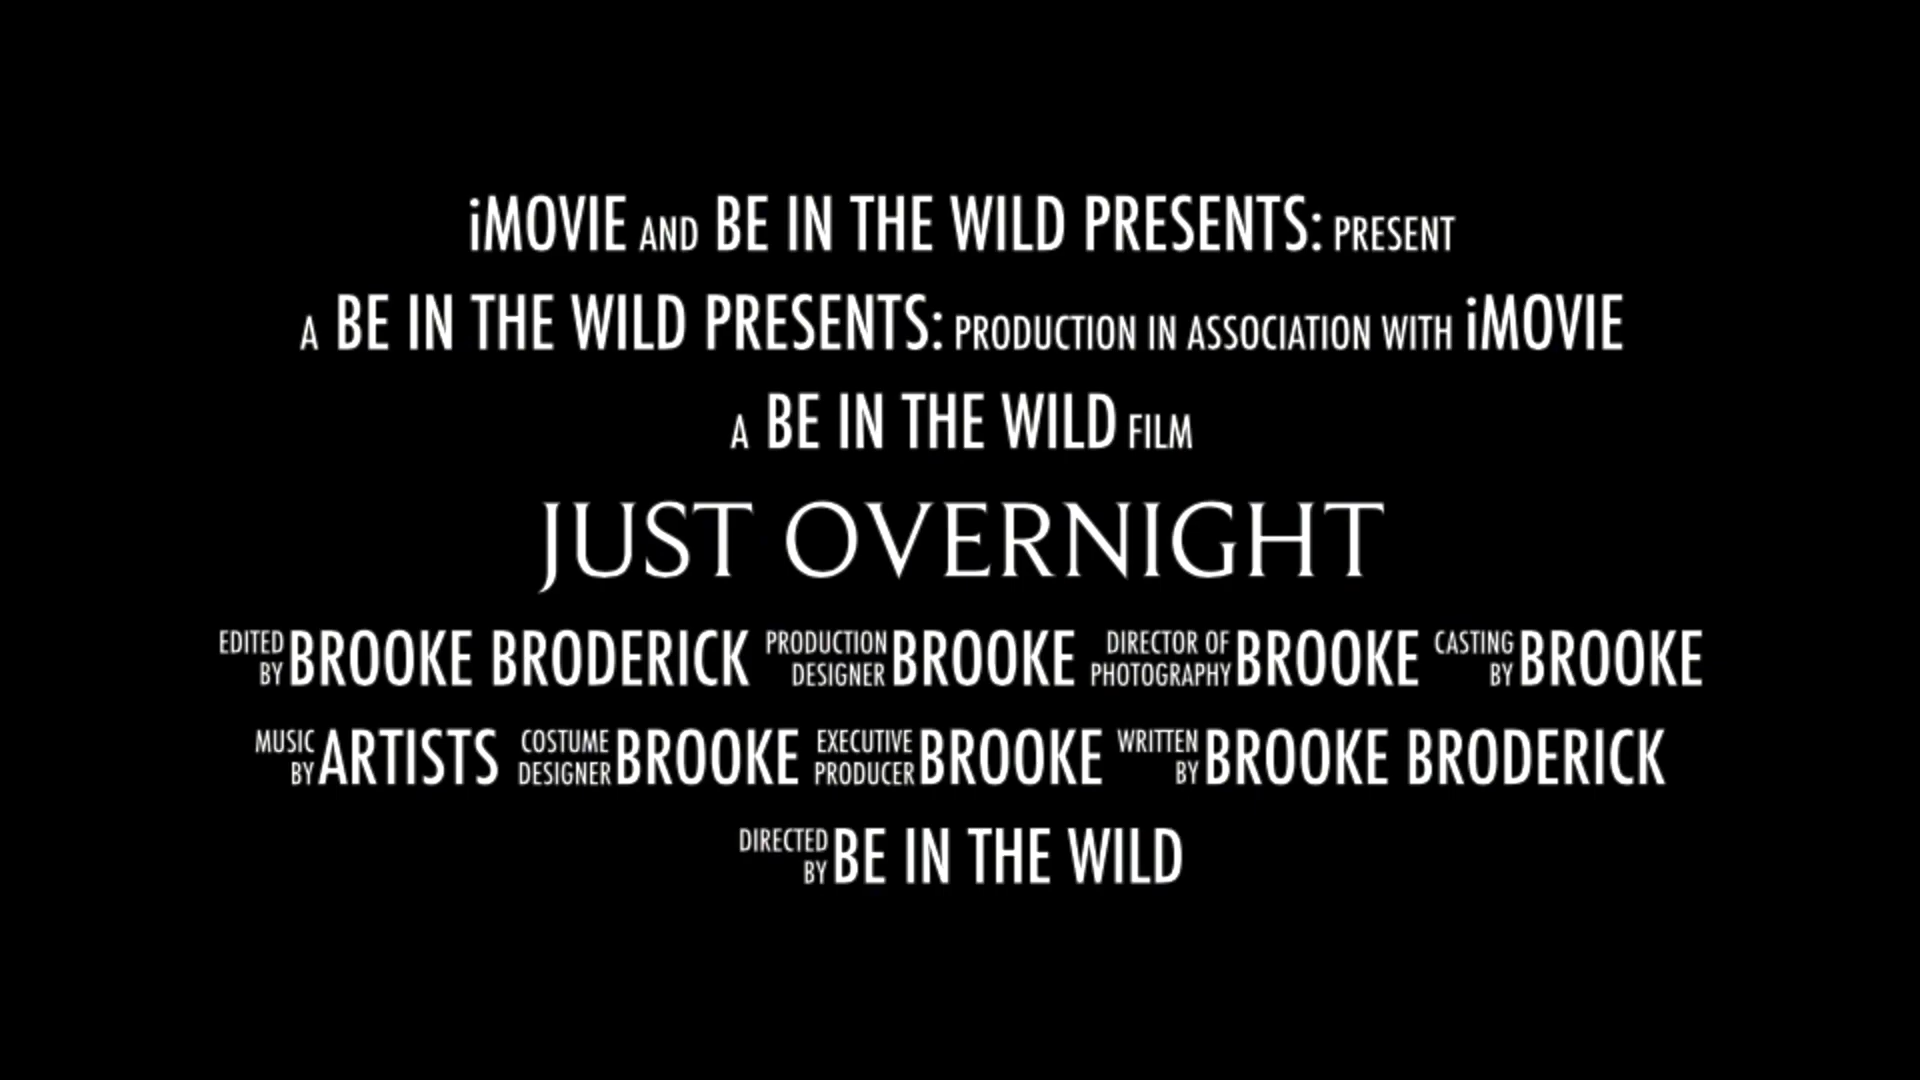 iMOVIE AND BE IN THE WILD PRESENTS: PRESENT
A BE IN THE WILD PRESENTS: PRODUCTION IN ASSOCIATION WITH iMOVIE
A BE IN THE WILD FILM
JUST OVERNIGHT
EDITED BY BROOKE BRODERICK PRODUCTION DESIGNER BROOKE DIRECTOR OF PHOTOGRAPHY BROOKE CASTING BY BROOKE
MUSIC BY ARTISTS COSTUME DESIGNER BROOKE EXECUTIVE PRODUCER BROOKE WRITTEN BY BROOKE BRODERICK
DIRECTED BY BE IN THE WILD